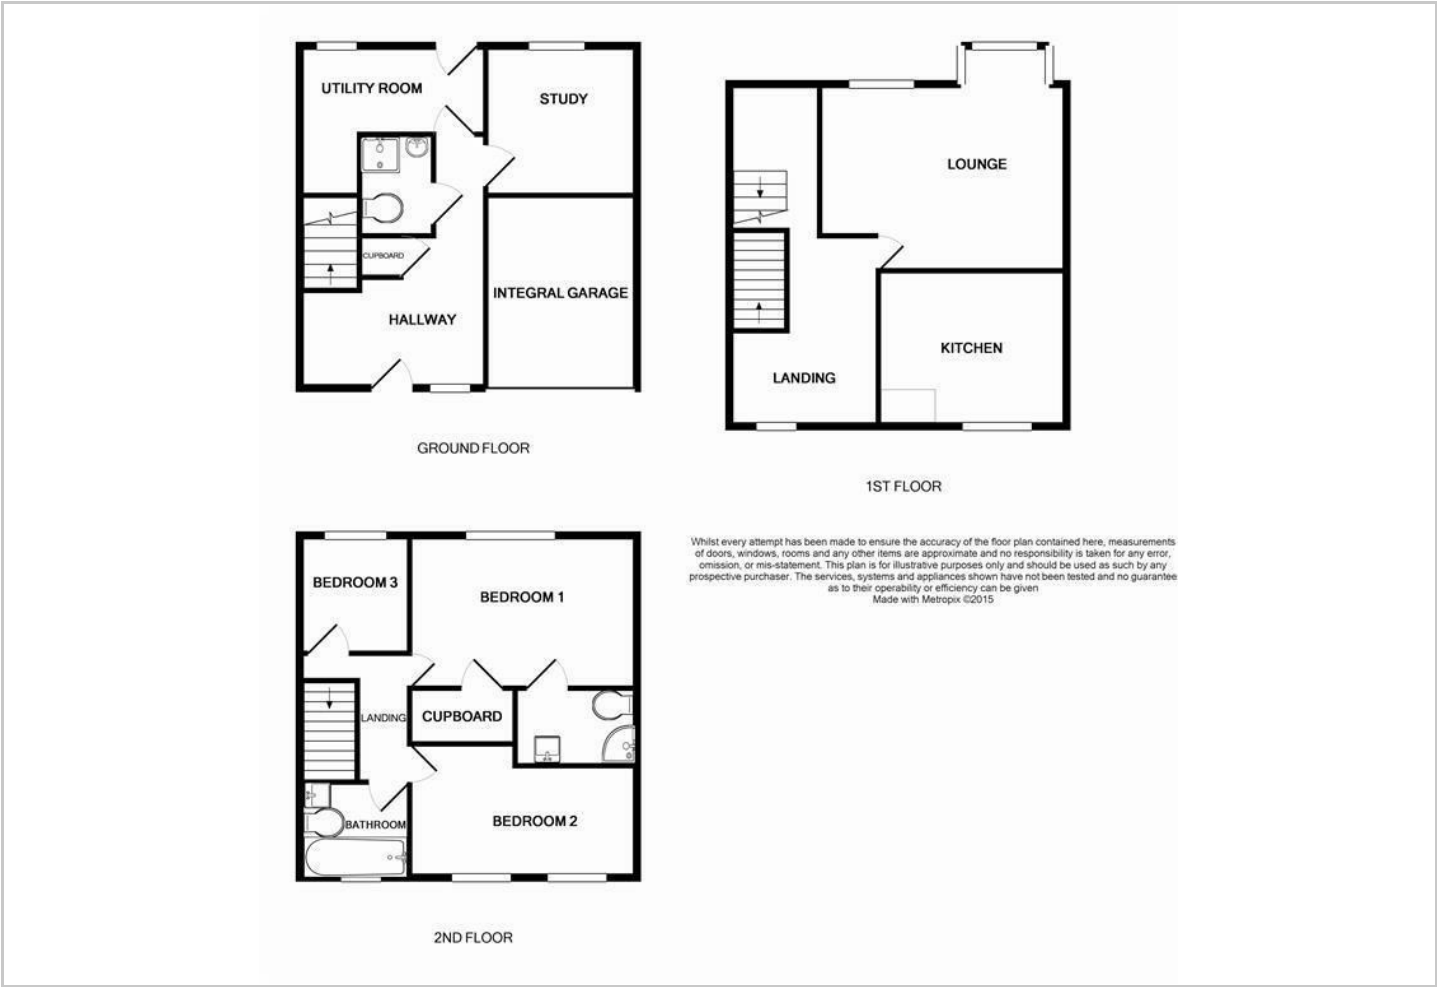 UTILITY ROOM
STUDY
CUPBOARD
INTEGRAL GARAGE
HALLWAY
GROUND FLOOR
LOUNGE
KITCHEN
LANDING
1ST FLOOR
BEDROOM 3
BEDROOM 1
LANDING
CUPBOARD
BATHROOM
BEDROOM 2
2ND FLOOR
Whilst every attempt has been made to ensure the accuracy of the floor plan contained here, measurements
of doors, windows, rooms and any other items are approximate and no responsibility is taken for any error,
omission, or mis-statement. This plan is for illustrative purposes only and should be used as such by any
prospective purchaser. The services, systems and appliances shown have not been tested and no guarantee
as to their operability or efficiency can be given
Made with Metropix ©2015